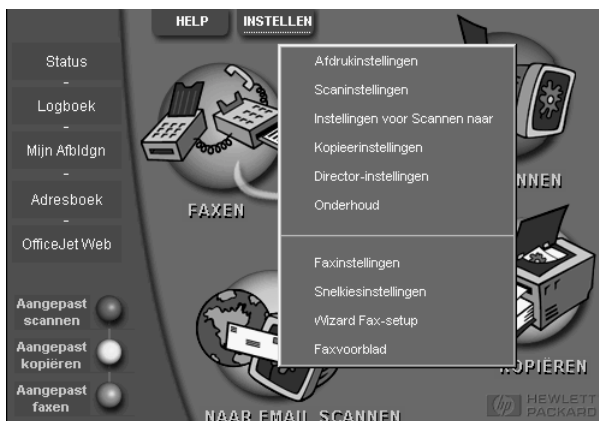 HELP
INSTELLEN
Status
Logboek
Mijn Afbldgn
Adresboek
OfficeJet Web
Aangepast
scannen
Aangepast
kopiëren
Aangepast
faxen
Afdrukinstellingen
Scaninstellingen
Instellingen voor Scannen naar
Kopieerinstellingen
Director-instellingen
Onderhoud
Faxinstellingen
Snelkiesinstellingen
Wizard Fax-setup
Faxvoorblad
FAXEN
NNEN
KOPIËREN
NAAR EMAIL SCANNEN
hp HEWLETT
PACKARD